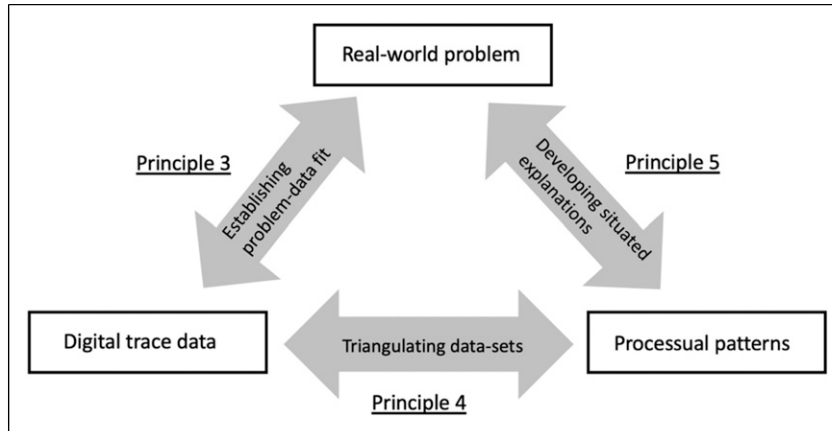 Real-world problem
Principle 3
Establishing
problem-data fit
Developing situated
explanations
Principle 5
Digital trace data
Triangulating data-sets
Processual patterns
Principle 4